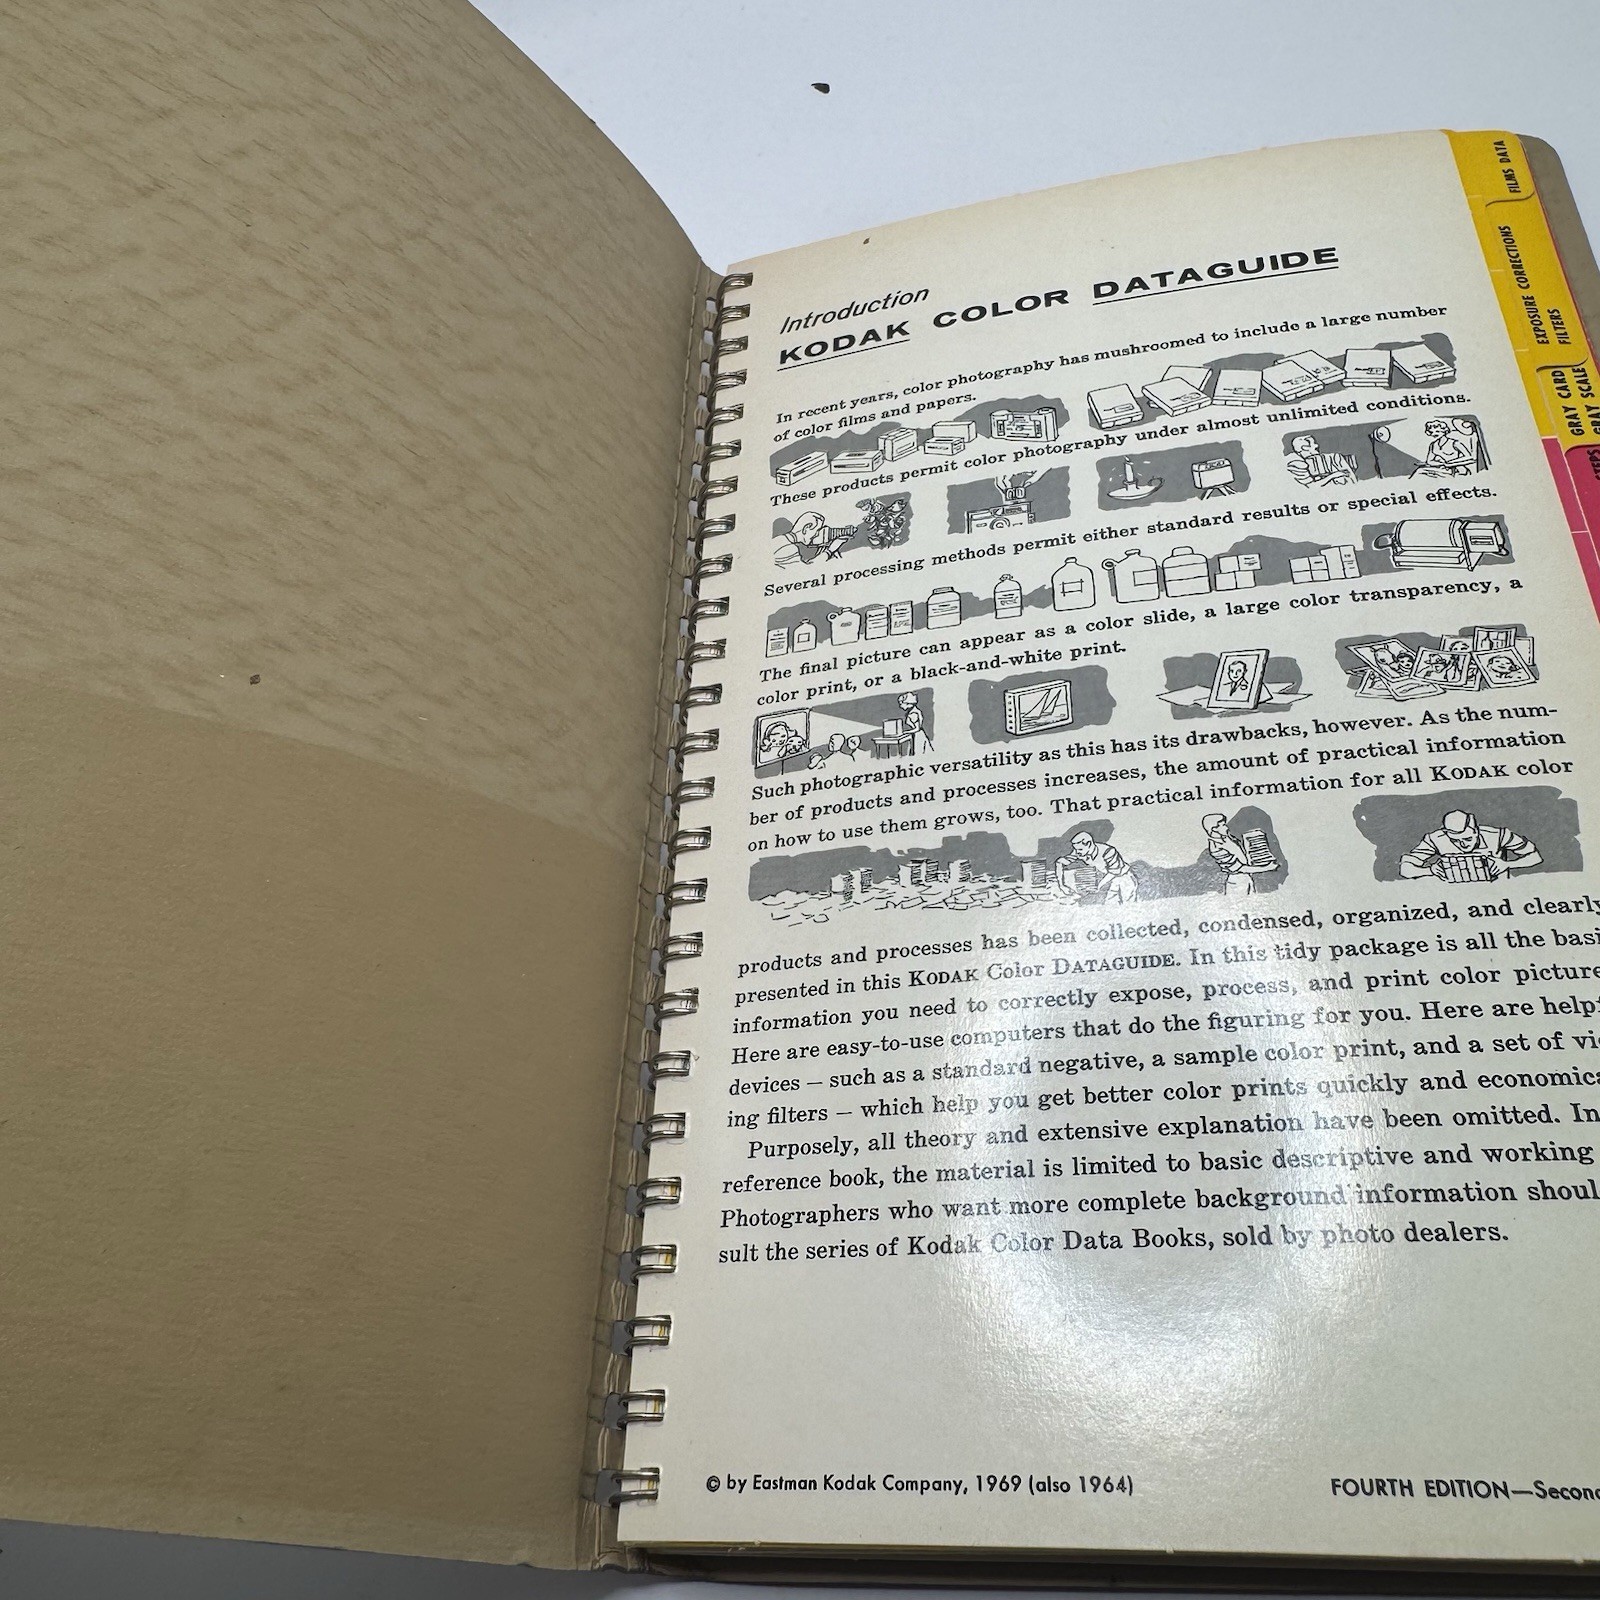 Introduction
KODAK COLOR DATAGUIDE
In recent years, color photography has mushroomed to include a large number
of color films and papers.
These products permit color photography under almost unlimited conditions.
Several processing methods permit either standard results or special effects.
The final picture can appear as a color slide, a large color transparency, a
color print, or a black-and-white print.
Such photographic versatility as this has its drawbacks, however. As the num-
ber of products and processes increases, the amount of practical information
on how to use them grows, too. That practical information for all KODAK color
products and processes has been collected, condensed, organized, and clearly
presented in this KODAK Color DATAGUIDE. In this tidy package is all the basi
information you need to correctly expose, process, and print color picture
Here are easy-to-use computers that do the figuring for you. Here are helpf
devices — such as a standard negative, a sample color print, and a set of vi
ing filters — which help you get better color prints quickly and economica
Purposely, all theory and extensive explanation have been omitted. In
reference book, the material is limited to basic descriptive and working
Photographers who want more complete background information shoul
sult the series of Kodak Color Data Books, sold by photo dealers.
© by Eastman Kodak Company, 1969 (also 1964)
FOURTH EDITION—Second
FILMS DATA
EXPOSURE CORRECTIONS
FILTERS
GRAY CARD
GRAY SCALE